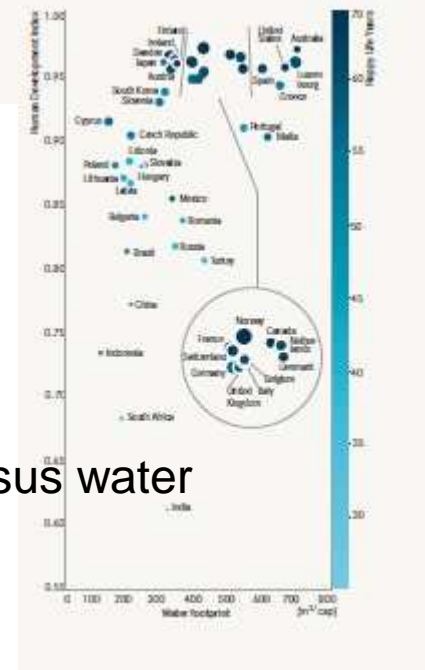 1.00
0.95
0.90
0.85
0.80
0.75
0.70
0.65
0.60
0.55
Human Development Index
Finland
Ireland
Sweden
Japan
Austria
South Korea
Slovenia
Cyprus
Czech Republic
Estonia
Poland
Slovakia
Lithuania
Hungary
Latvia
Mexico
Bulgaria
Romania
Brazil
Russia
Turkey
China
Indonesia
South Africa
India
United
States
Australia
Spain
Luxem
bourg
Greece
Portugal
Malta
Norway
France
Canada
Nether
lands
Switzerland
Denmark
Germany
Belgium
United
Kingdom
Italy
sus water
0 100 200 300 400 500 600 700 800
Water footprint
[m³/cap]
Happy Life Years
70
60
55
50
45
40
35
30